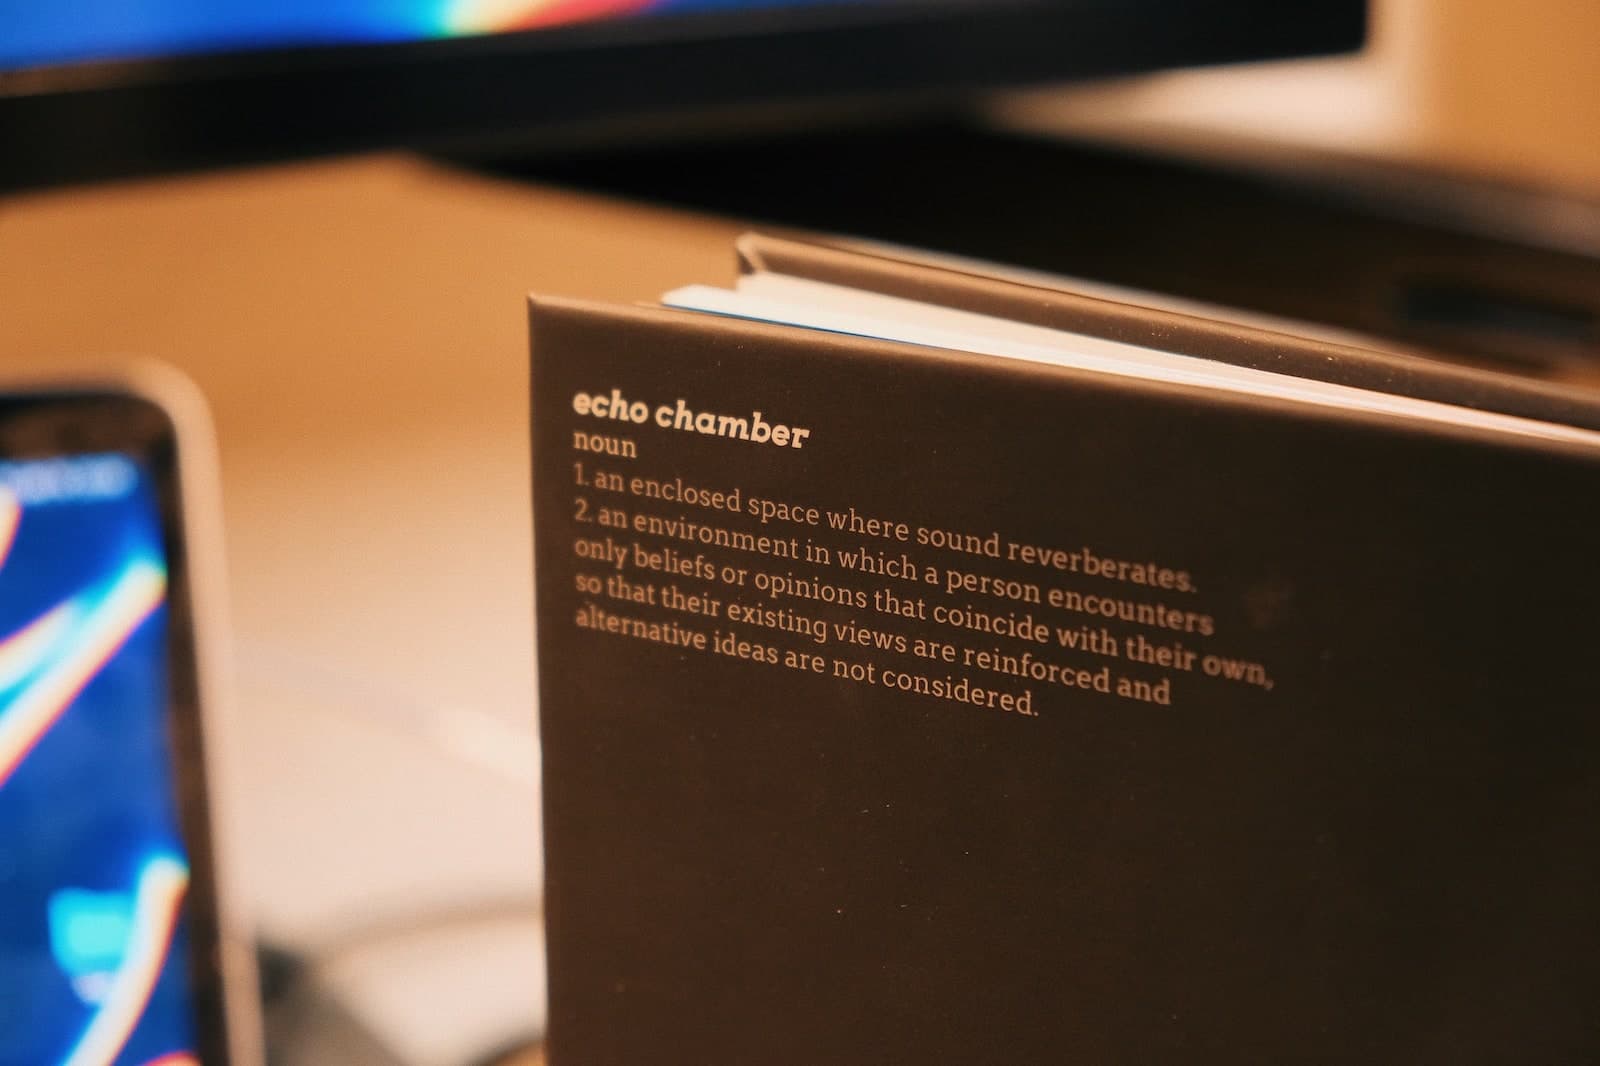 echo chamber
noun
1. an enclosed space where sound reverberates.
2. an environment in which a person encounters
only beliefs or opinions that coincide with their own,
so that their existing views are reinforced and
alternative ideas are not considered.